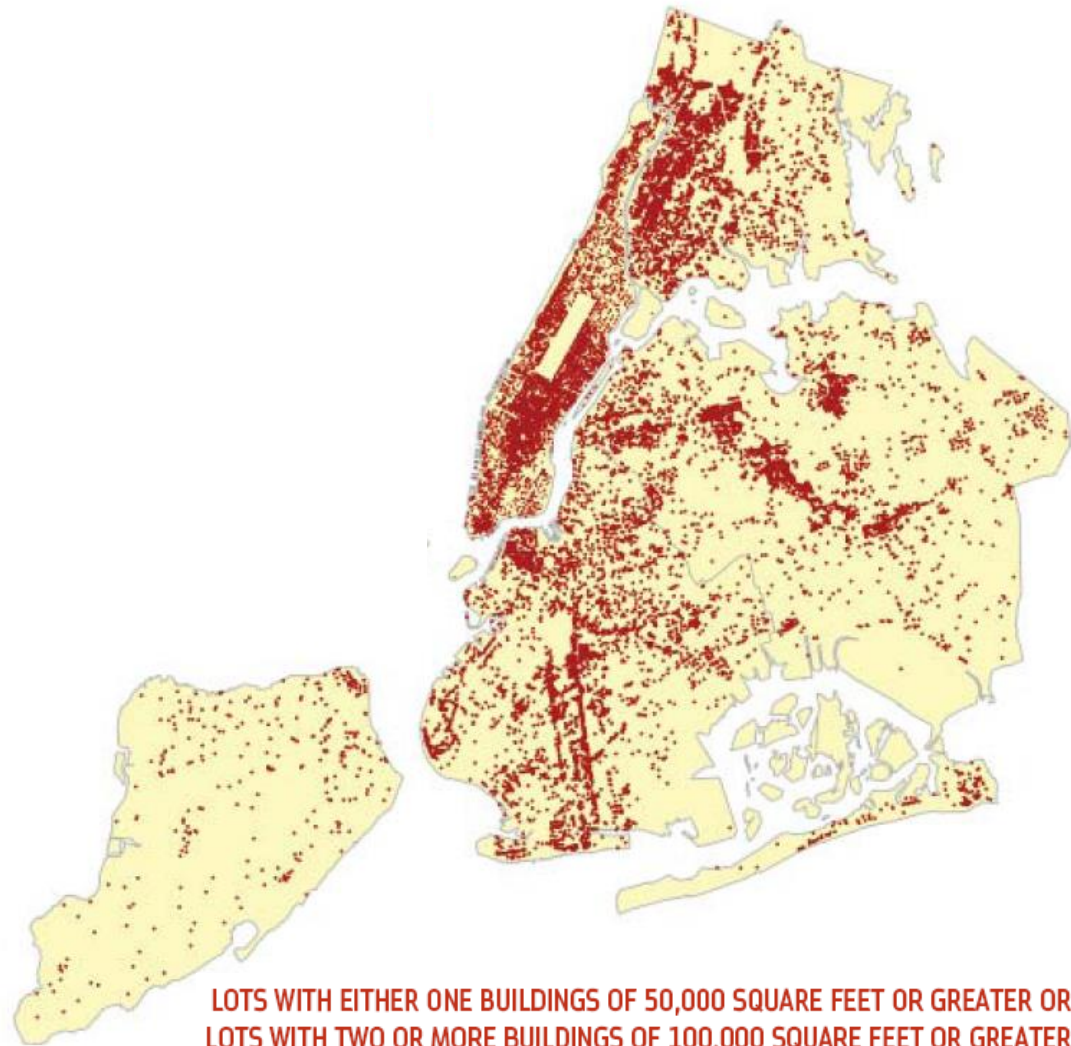 LOTS WITH EITHER ONE BUILDINGS OF 50,000 SQUARE FEET OR GREATER OR
LOTS WITH TWO OR MORE BUILDINGS OF 100,000 SQUARE FEET OR GREATER